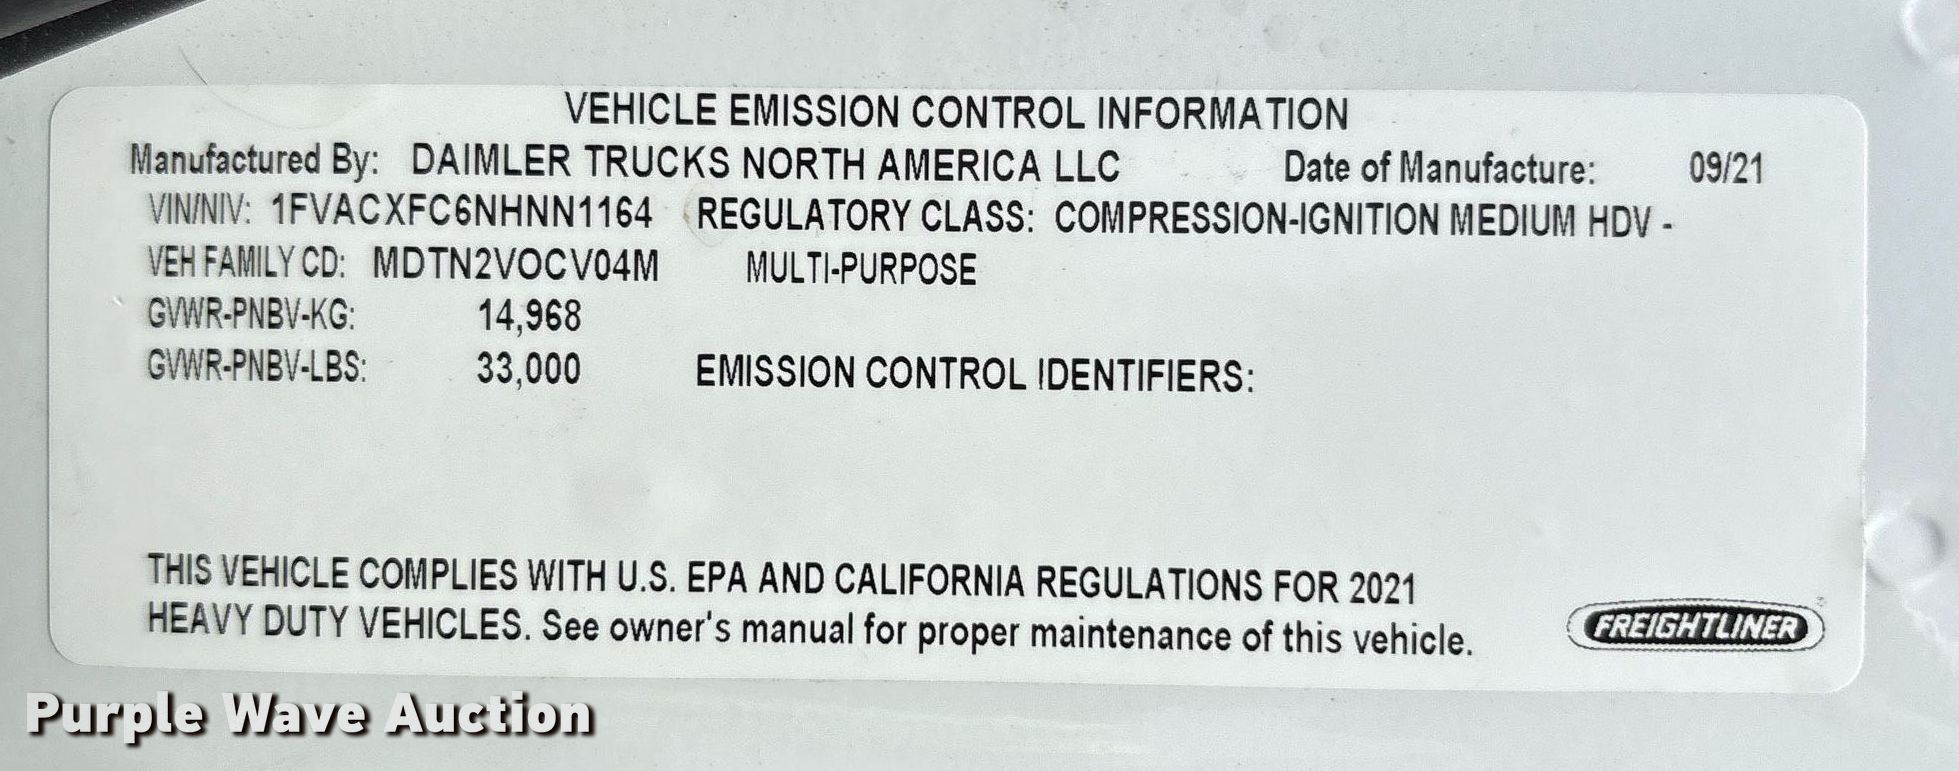 VEHICLE EMISSION CONTROL INFORMATION
Manufactured By: DAIMLER TRUCKS NORTH AMERICA LLC Date of Manufacture: 09/21
VIN/NIV: 1FVACXFC6NHNN1164 REGULATORY CLASS: COMPRESSION-IGNITION MEDIUM HDV -
VEH FAMILY CD: MDTN2VOCV04M MULTI-PURPOSE
GVWR-PNBV-KG: 14,968
GVWR-PNBV-LBS: 33,000 EMISSION CONTROL IDENTIFIERS:
THIS VEHICLE COMPLIES WITH U.S. EPA AND CALIFORNIA REGULATIONS FOR 2021
HEAVY DUTY VEHICLES. See owner's manual for proper maintenance of this vehicle.
FREIGHTLINER
Purple Wave Auction